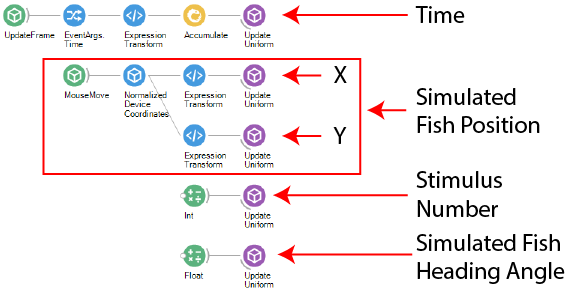 Time
UpdateFrame
EventArgs.
Time
Expression
Transform
Accumulate
Update
Uniform
X
MouseMove
Normalized
Device
Coordinates
Expression
Transform
Update
Uniform
Simulated
Fish Position
Y
Expression
Transform
Update
Uniform
Stimulus
Number
Int
Update
Uniform
Simulated Fish
Heading Angle
Float
Update
Uniform